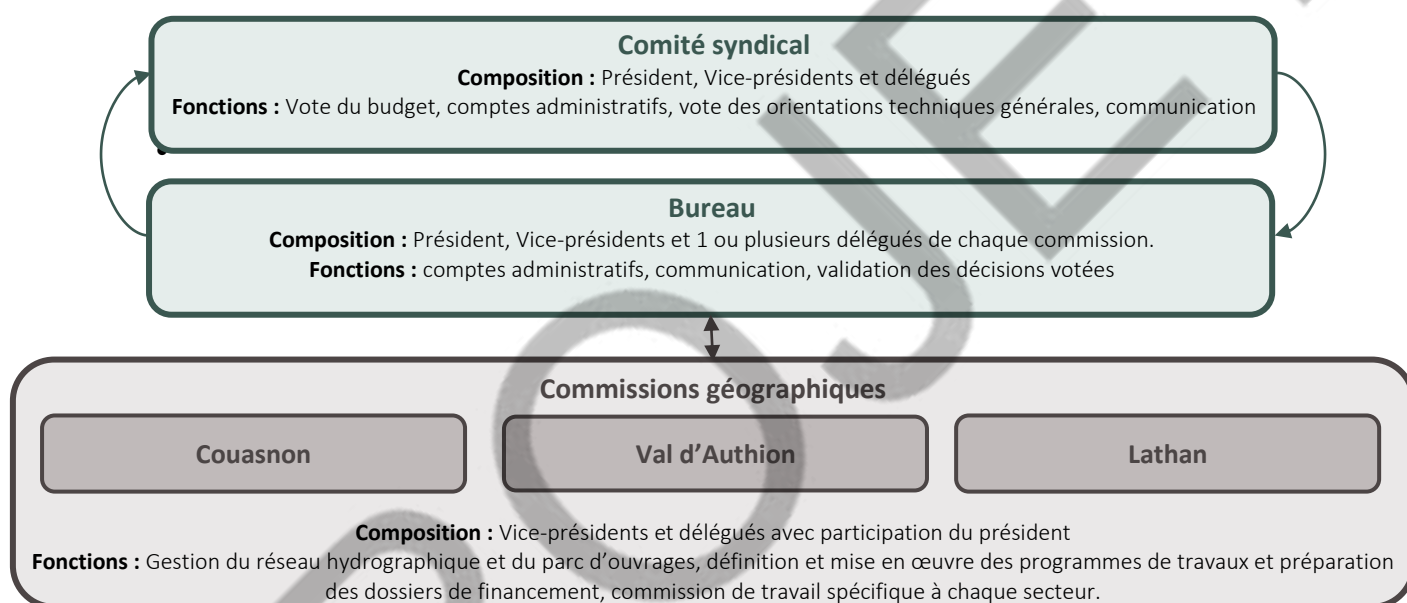 Comité syndical
Composition : Président, Vice-présidents et délégués
Fonctions : Vote du budget, comptes administratifs, vote des orientations techniques générales, communication
Bureau
Composition : Président, Vice-présidents et 1 ou plusieurs délégués de chaque commission.
Fonctions : comptes administratifs, communication, validation des décisions votées
Commissions géographiques
Couasnon
Val d’Authion
Lathan
Composition : Vice-présidents et délégués avec participation du président
Fonctions : Gestion du réseau hydrographique et du parc d’ouvrages, définition et mise en œuvre des programmes de travaux et préparation
des dossiers de financement, commission de travail spécifique à chaque secteur.